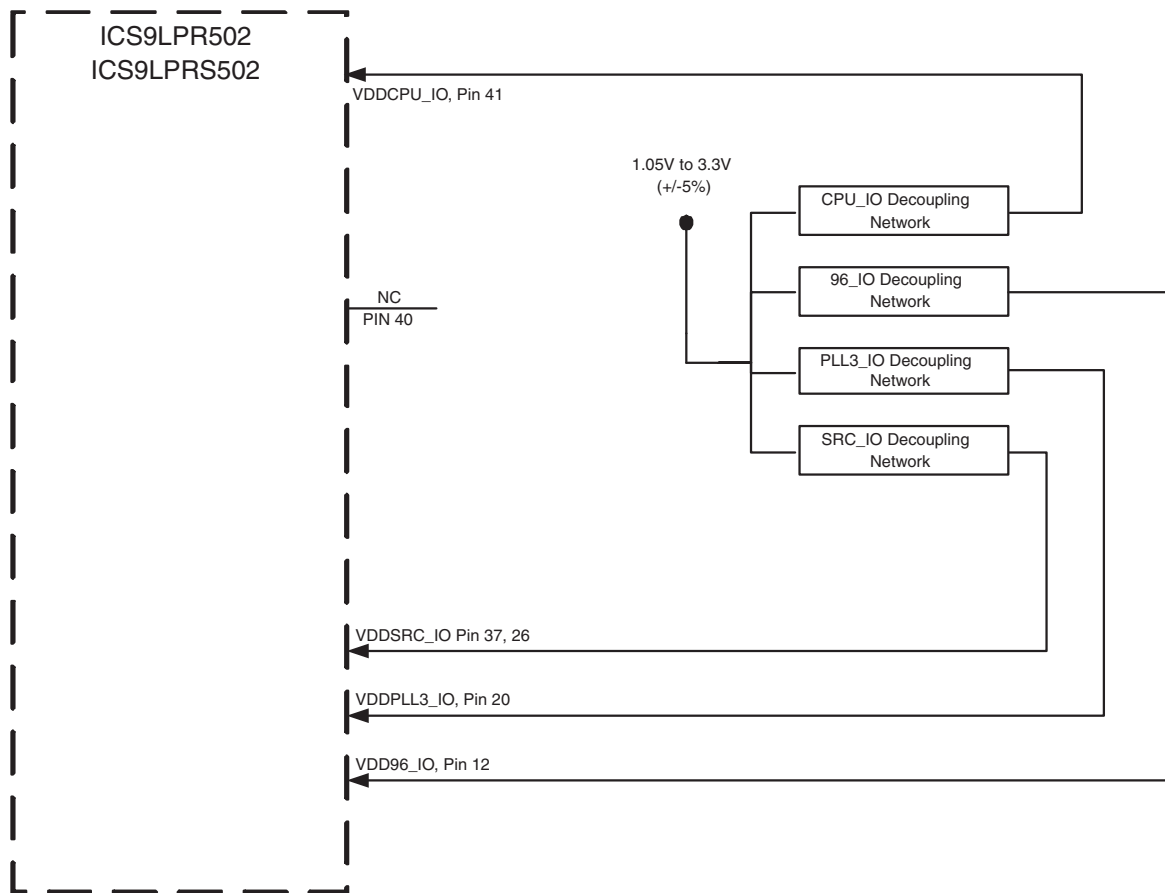 ICS9LPR502
ICS9LPRS502
VDDCPU_IO, Pin 41
1.05V to 3.3V
(+/-5%)
CPU_IO Decoupling
Network
96_IO Decoupling
Network
NC
PIN 40
PLL3_IO Decoupling
Network
SRC_IO Decoupling
Network
VDDSRC_IO Pin 37, 26
VDDPLL3_IO, Pin 20
VDD96_IO, Pin 12